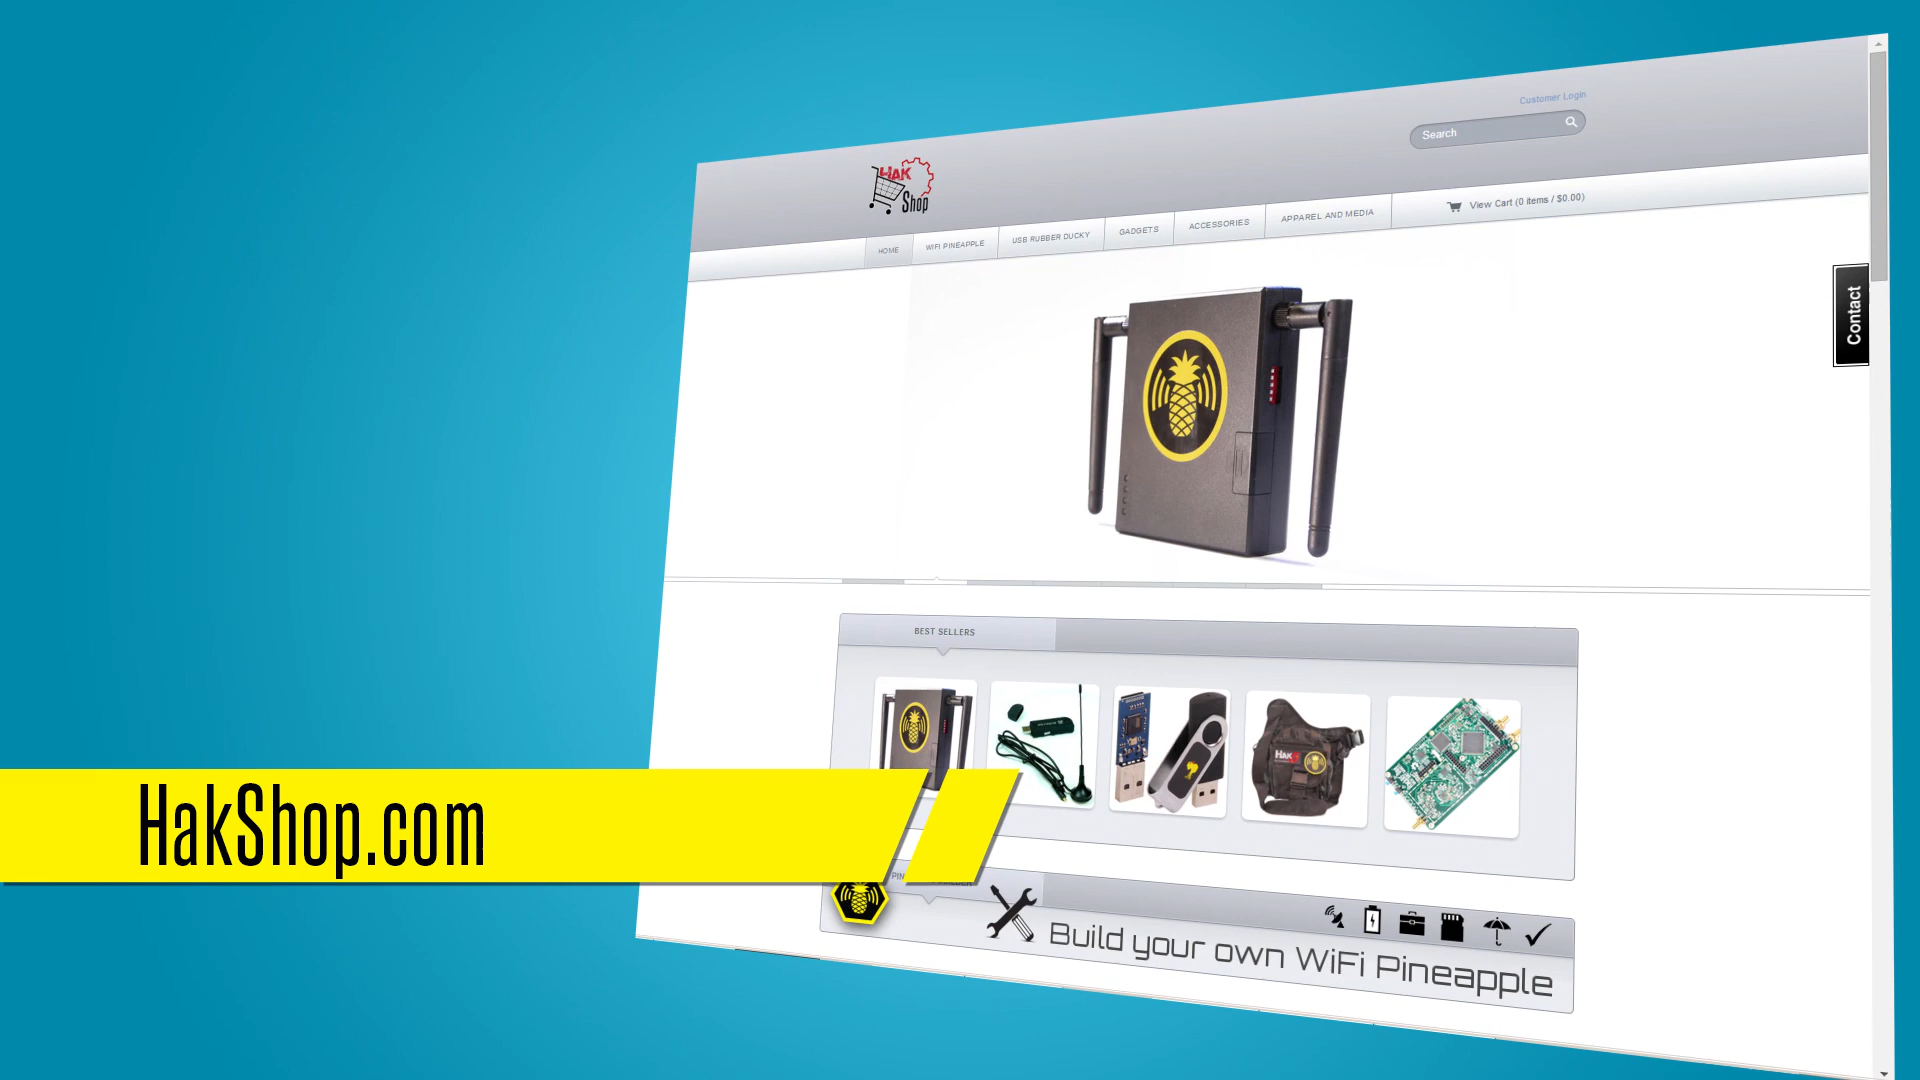 Customer Login
Search
HAK
Shop
HOME
WIFI PINEAPPLE
USB RUBBER DUCKY
GADGETS
ACCESSORIES
APPAREL AND MEDIA
View Cart (0 items / $0.00)
Contact
BEST SELLERS
HAK5
HakShop.com
Build your own WiFi Pineapple